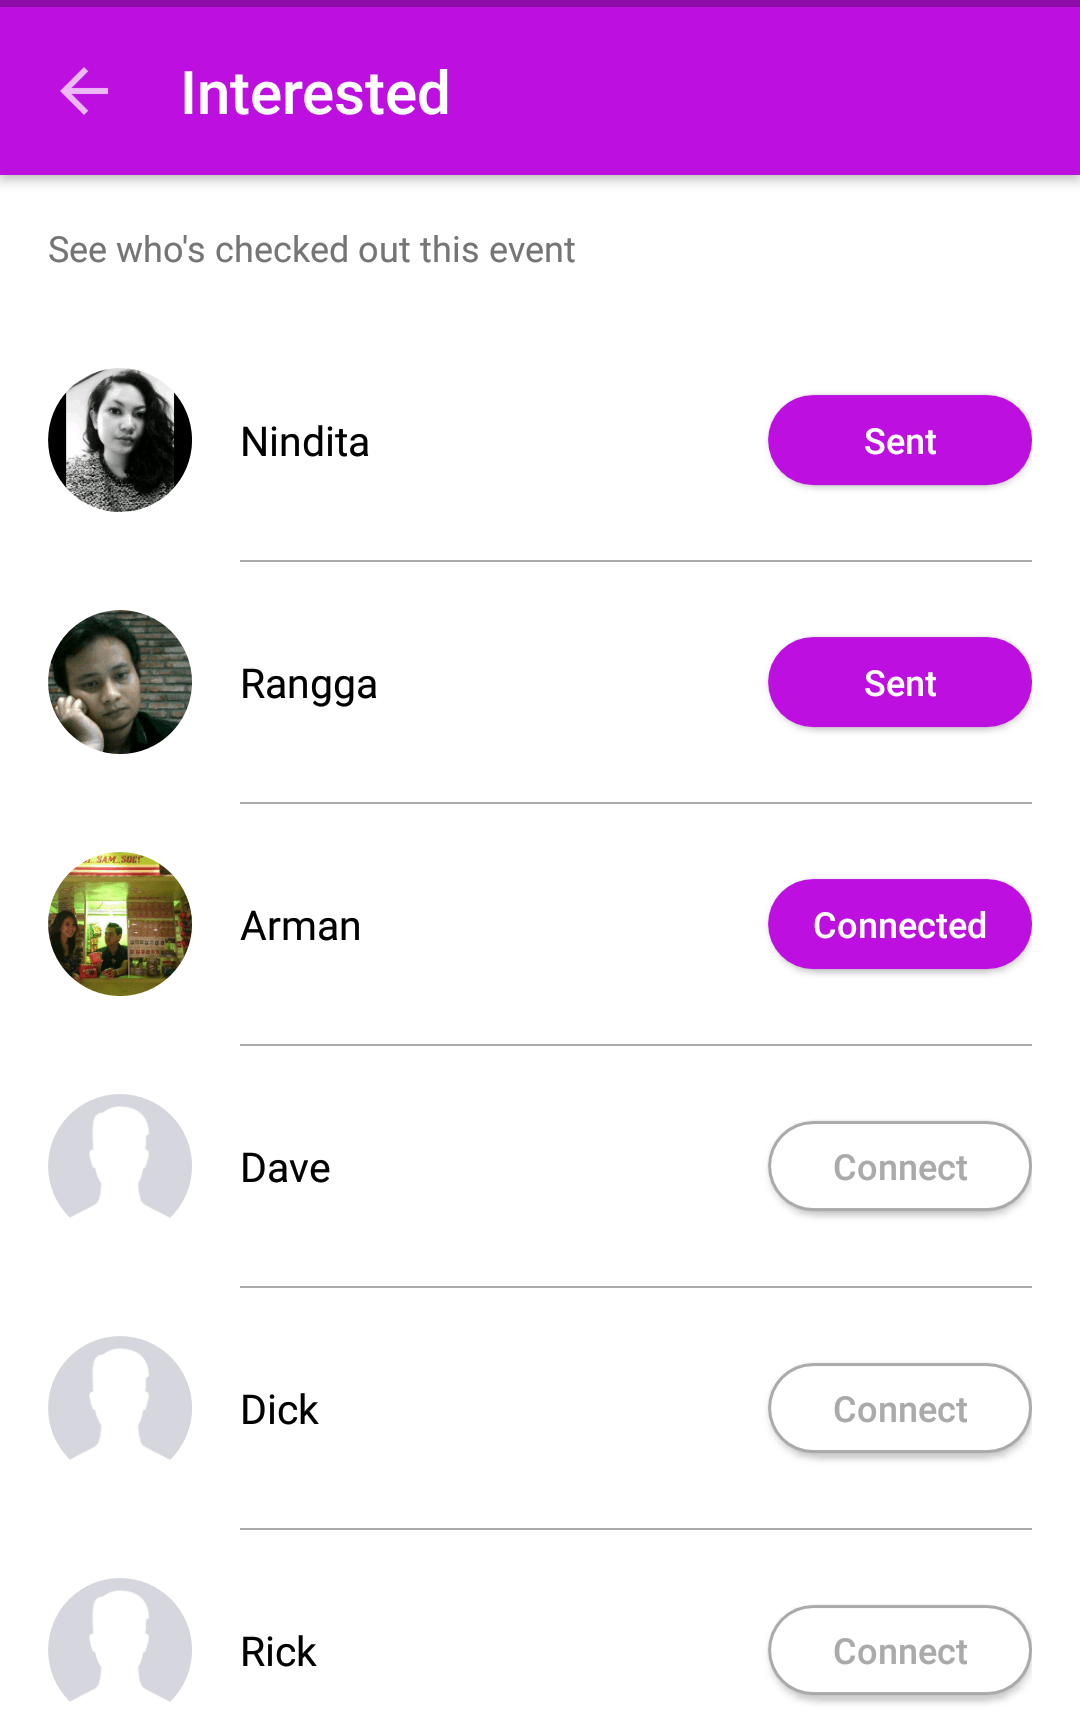 Interested
See who's checked out this event
Nindita
Sent
Rangga
Sent
Arman
Connected
Dave
Connect
Dick
Connect
Rick
Connect